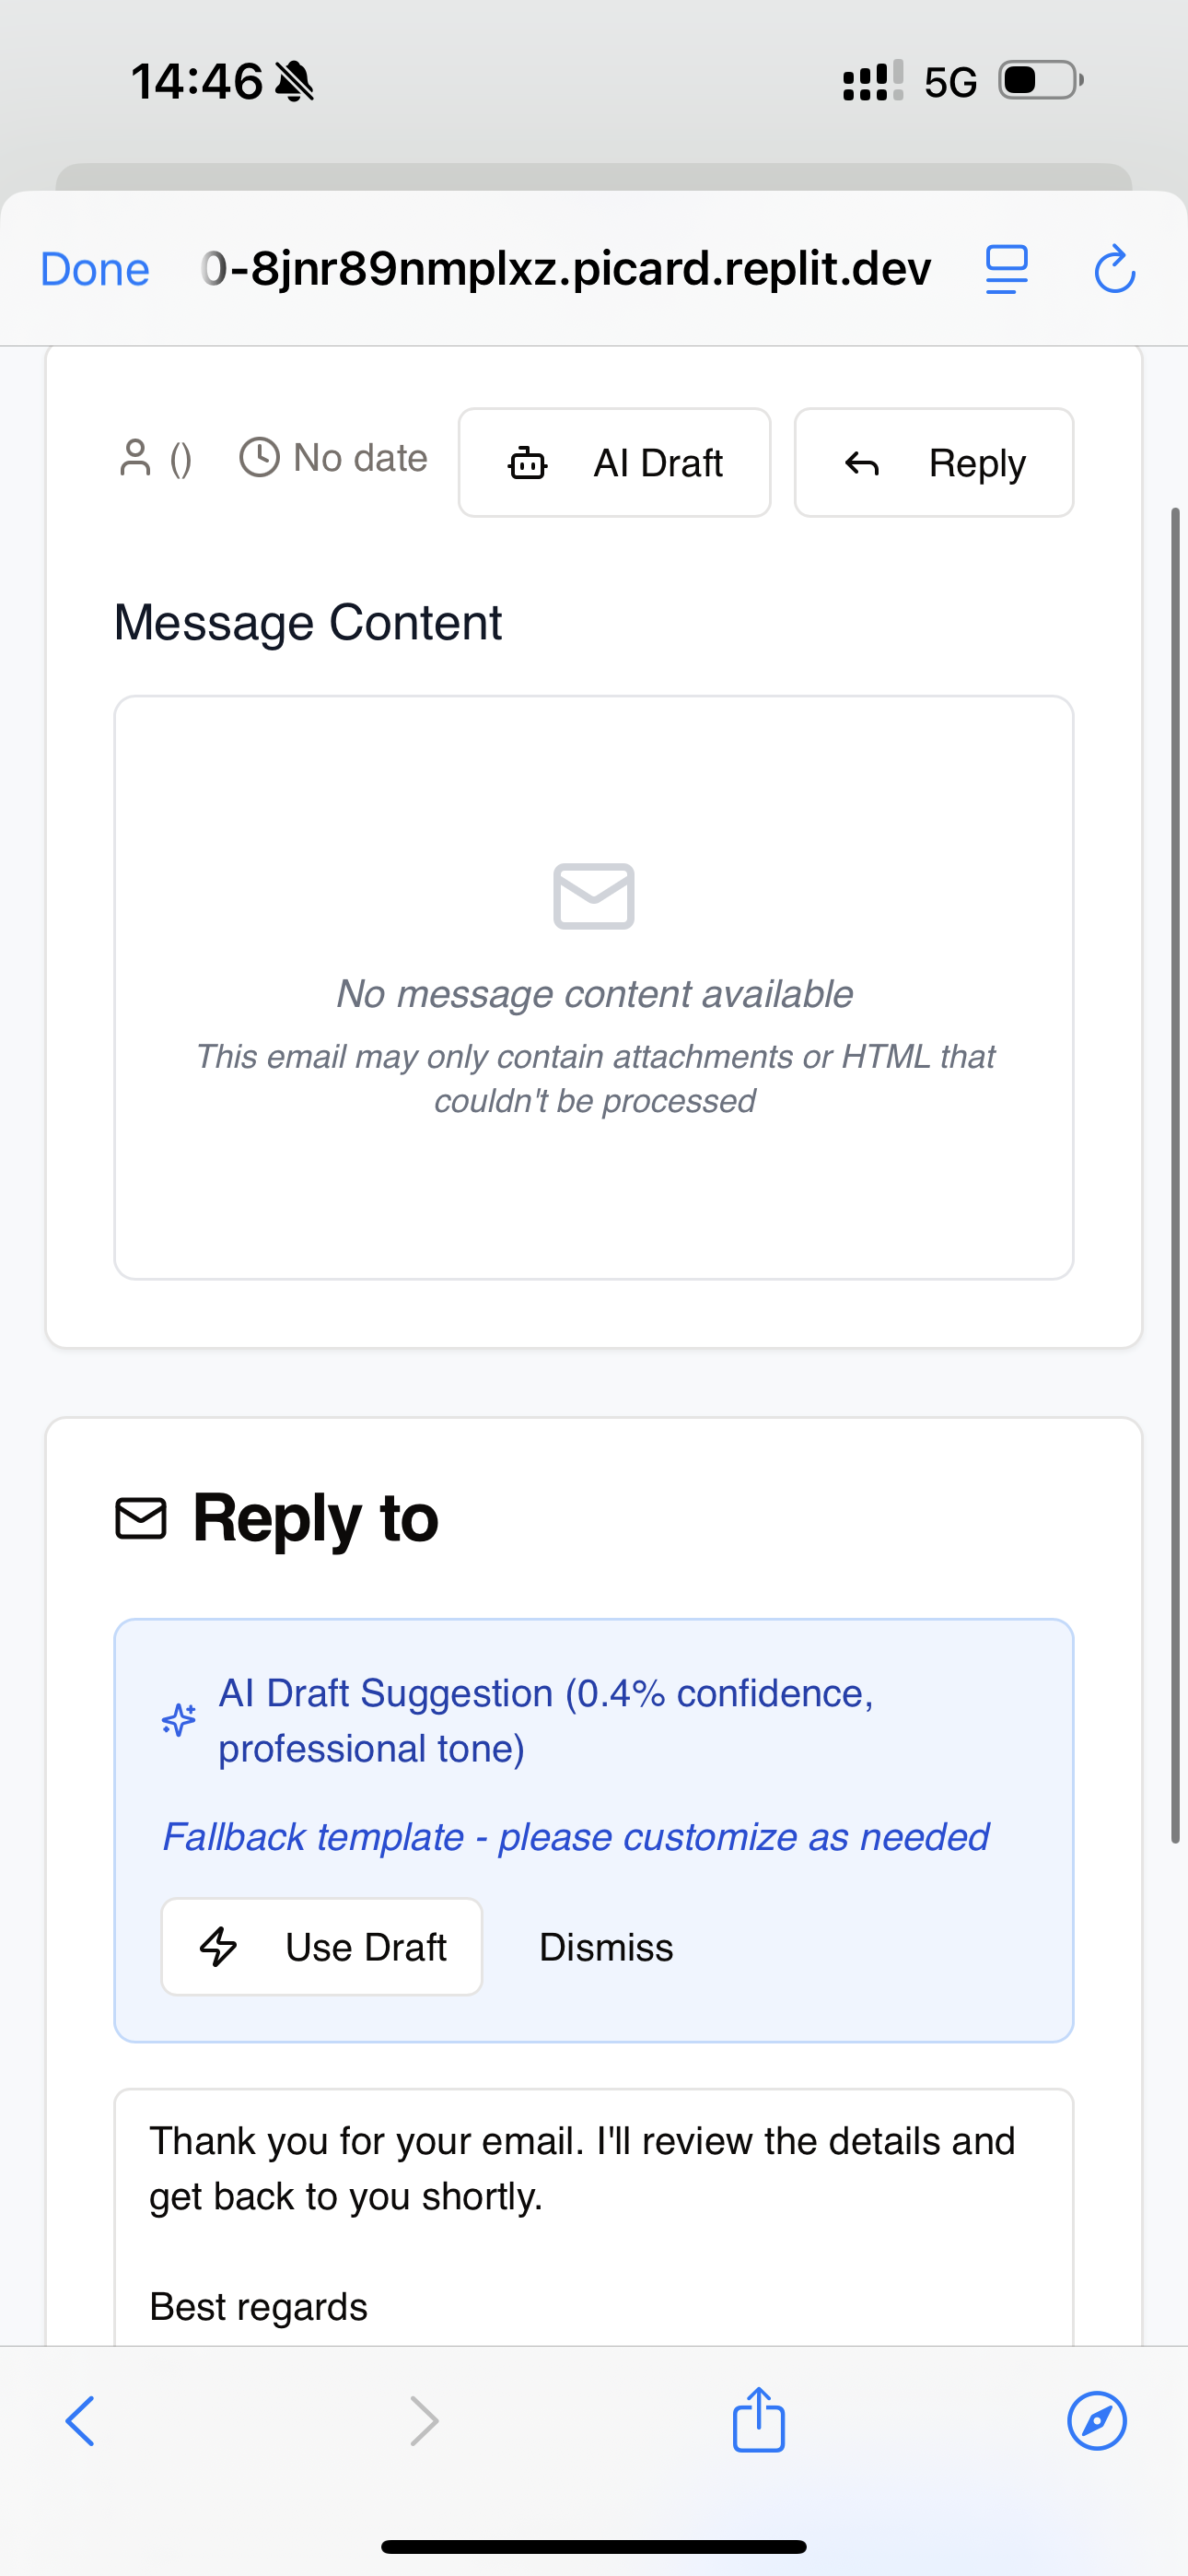 14:46
5G
Done
0-8jnr89nmplxz.picard.replit.dev
() No date
AI Draft
Reply
Message Content
No message content available
This email may only contain attachments or HTML that
couldn't be processed
Reply to
AI Draft Suggestion (0.4% confidence,
professional tone)
Fallback template - please customize as needed
Use Draft
Dismiss
Thank you for your email. I'll review the details and
get back to you shortly.
Best regards